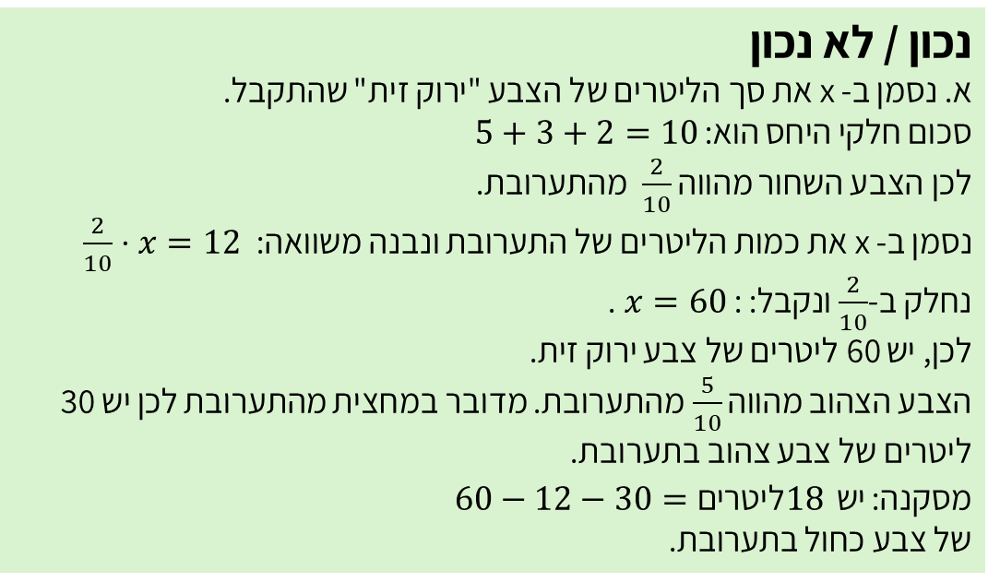 נכון / לא נכון
א. נסמן ב- x את סך הליטרים של הצבע "ירוק זית" שהתקבל.
סכום חלקי היחס הוא: 5 + 3 + 2 = 10
לכן הצבע השחור מהווה 2/10 מהתערובת.
נסמן ב- x את כמות הליטרים של התערובת ונבנה משוואה: 2/10 · x = 12
נחלק ב-2/10 ונקבל:: x = 60 .
לכן, יש 60 ליטרים של צבע ירוק זית.
הצבע הצהוב מהווה 5/10 מהתערובת. מדובר במחצית מהתערובת לכן יש 30
ליטרים של צבע צהוב בתערובת.
מסקנה: יש 18ליטרים = 60 − 12 − 30
של צבע כחול בתערובת.